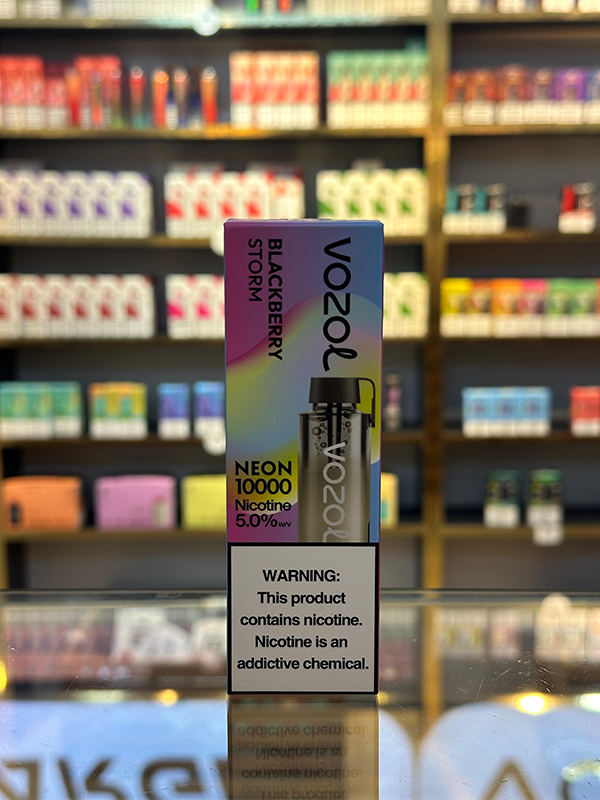 VOZOL
BLACKBERRY
STORM
VOZOL
NEON
10000
Nicotine
5.0%w/v
WARNING:
This product
contains nicotine.
Nicotine is an
addictive chemical.